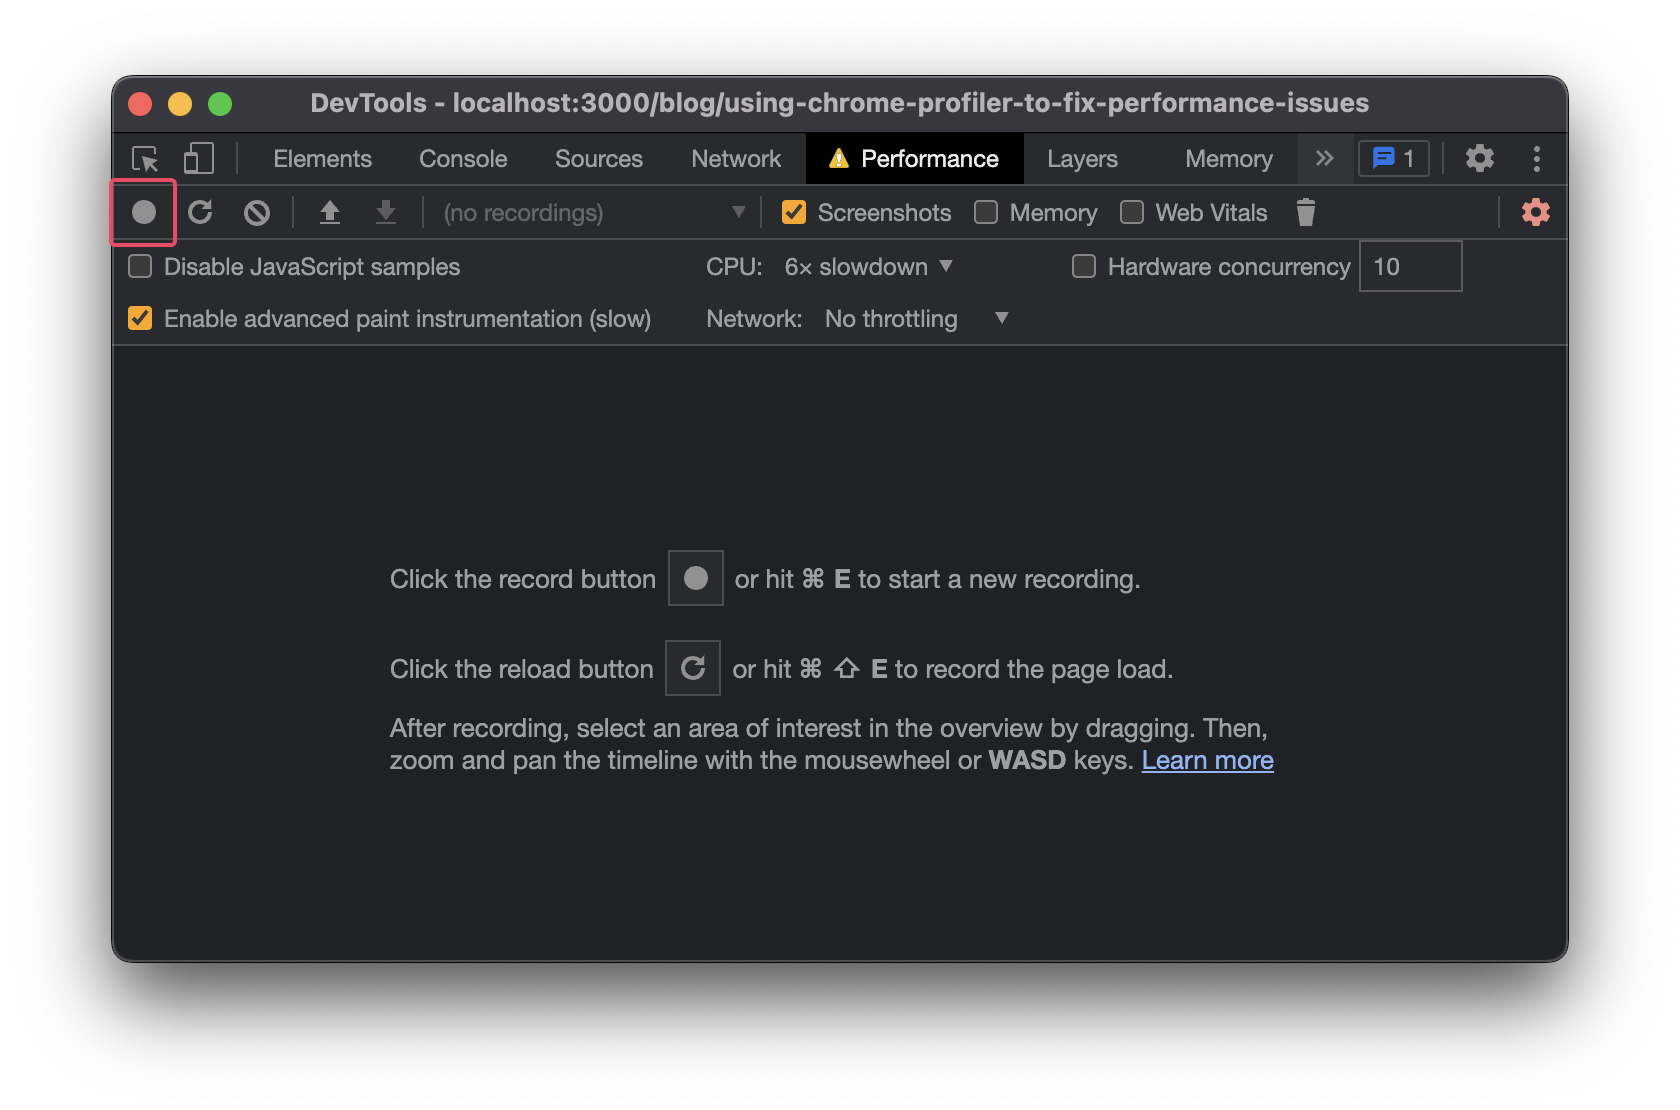 DevTools - localhost:3000/blog/using-chrome-profiler-to-fix-performance-issues
Elements Console Sources Network Performance Layers Memory 1
(no recordings) Screenshots Memory Web Vitals
Disable JavaScript samples CPU: 6× slowdown Hardware concurrency 10
Enable advanced paint instrumentation (slow) Network: No throttling
Click the record button or hit ⌘ E to start a new recording.
Click the reload button or hit ⌘ ⇧ E to record the page load.
After recording, select an area of interest in the overview by dragging. Then,
zoom and pan the timeline with the mousewheel or WASD keys. Learn more